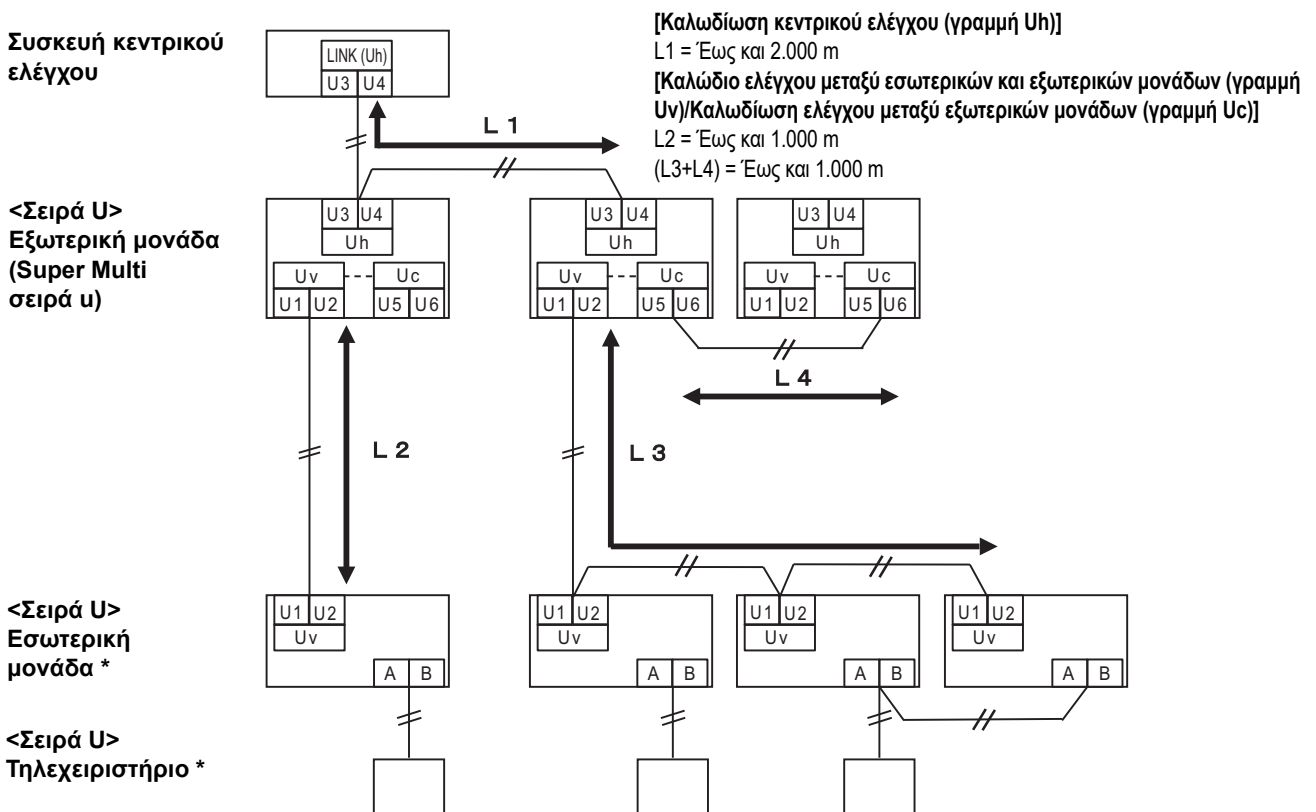 Συσκευή κεντρικού
ελέγχου
LINK (Uh)
U3 U4
L 1
[Καλωδίωση κεντρικού ελέγχου (γραμμή Uh)]
L1 = Έως και 2.000 m
[Καλώδιο ελέγχου μεταξύ εσωτερικών και εξωτερικών μονάδων (γραμμή
Uv)/Καλωδίωση ελέγχου μεταξύ εξωτερικών μονάδων (γραμμή Uc)]
L2 = Έως και 1.000 m
(L3+L4) = Έως και 1.000 m
<Σειρά U>
Εξωτερική μονάδα
(Super Multi
σειρά u)
U3 U4
Uh
Uv Uc
U1 U2 U5 U6
U3 U4
Uh
Uv Uc
U1 U2 U5 U6
U3 U4
Uh
Uv Uc
U1 U2 U5 U6
L 4
L 2
L 3
<Σειρά U>
Εσωτερική
μονάδα *
U1 U2
Uv
A B
U1 U2
Uv
A B
U1 U2
Uv
A B
U1 U2
Uv
A B
<Σειρά U>
Τηλεχειριστήριο *